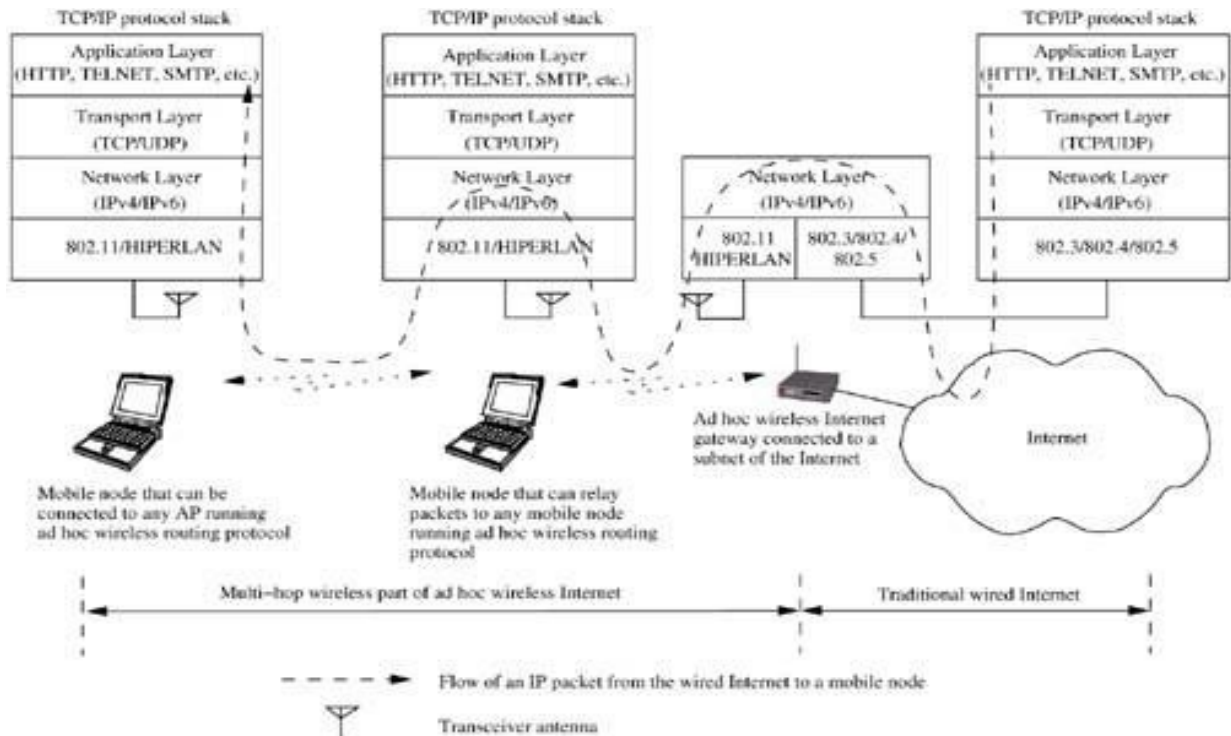 TCP/IP protocol stack
Application Layer
(HTTP, TELNET, SMTP, etc.)
Transport Layer
(TCP/UDP)
Network Layer
(IPv4/IPv6)
802.11/HIPERLAN
TCP/IP protocol stack
Application Layer
(HTTP, TELNET, SMTP, etc.)
Transport Layer
(TCP/UDP)
Network Layer
(IPv4/IPv6)
802.11/HIPERLAN
Network Layer
(IPv4/IPv6)
802.11
HIPERLAN
802.3/802.4/
802.5
TCP/IP protocol stack
Application Layer
(HTTP, TELNET, SMTP, etc.)
Transport Layer
(TCP/UDP)
Network Layer
(IPv4/IPv6)
802.3/802.4/802.5
Mobile node that can be
connected to any AP running
ad hoc wireless routing protocol
Mobile node that can relay
packets to any mobile node
running ad hoc wireless routing
protocol
Ad hoc wireless Internet
gateway connected to a
subnet of the Internet
Internet
Multi-hop wireless part of ad hoc wireless Internet
Traditional wired Internet
Flow of an IP packet from the wired Internet to a mobile node
Transceiver antenna